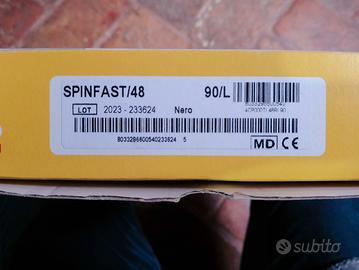 SPINFAST/48
90/L
LOT 2023 - 233624
Nero
8033286600540233624 5
MD CE
subito